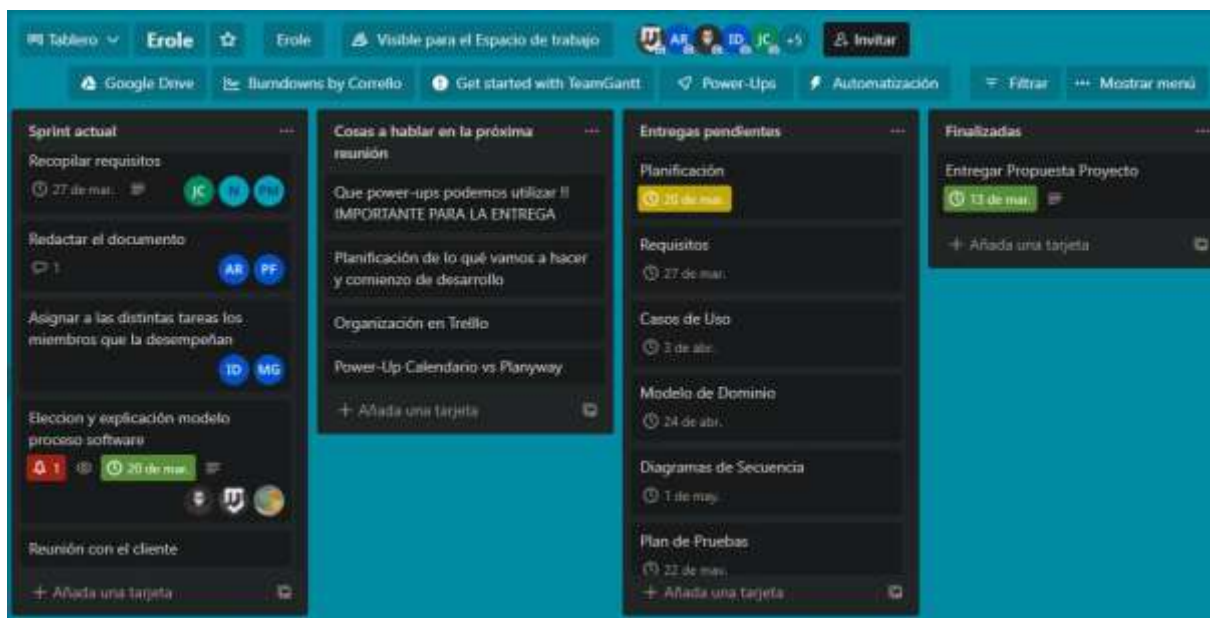 Tablero
Erole
Erole
Visible para el Espacio de trabajo
AR
ID
JC
+5
Invitar
Google Drive
Burndowns by Corrello
Get started with TeamGantt
Power-Ups
Automatización
Filtrar
Mostrar menú
Sprint actual
Recopilar requisitos
27 de mar.
JC
N
PM
Redactar el documento
1
AR
PF
Asignar a las distintas tareas los
miembros que la desempeñan
ID
MG
Eleccion y explicación modelo
proceso software
1
20 de mar.
Reunión con el cliente
+ Añada una tarjeta
Cosas a hablar en la próxima
reunión
Que power-ups podemos utilizar !!
IMPORTANTE PARA LA ENTREGA
Planificación de lo qué vamos a hacer
y comienzo de desarrollo
Organización en Trello
Power-Up Calendario vs Planyway
+ Añada una tarjeta
Entregas pendientes
Planificación
20 de mar.
Requisitos
27 de mar.
Casos de Uso
3 de abr.
Modelo de Dominio
24 de abr.
Diagramas de Secuencia
1 de may.
Plan de Pruebas
22 de may.
+ Añada una tarjeta
Finalizadas
Entregar Propuesta Proyecto
13 de mar.
+ Añada una tarjeta